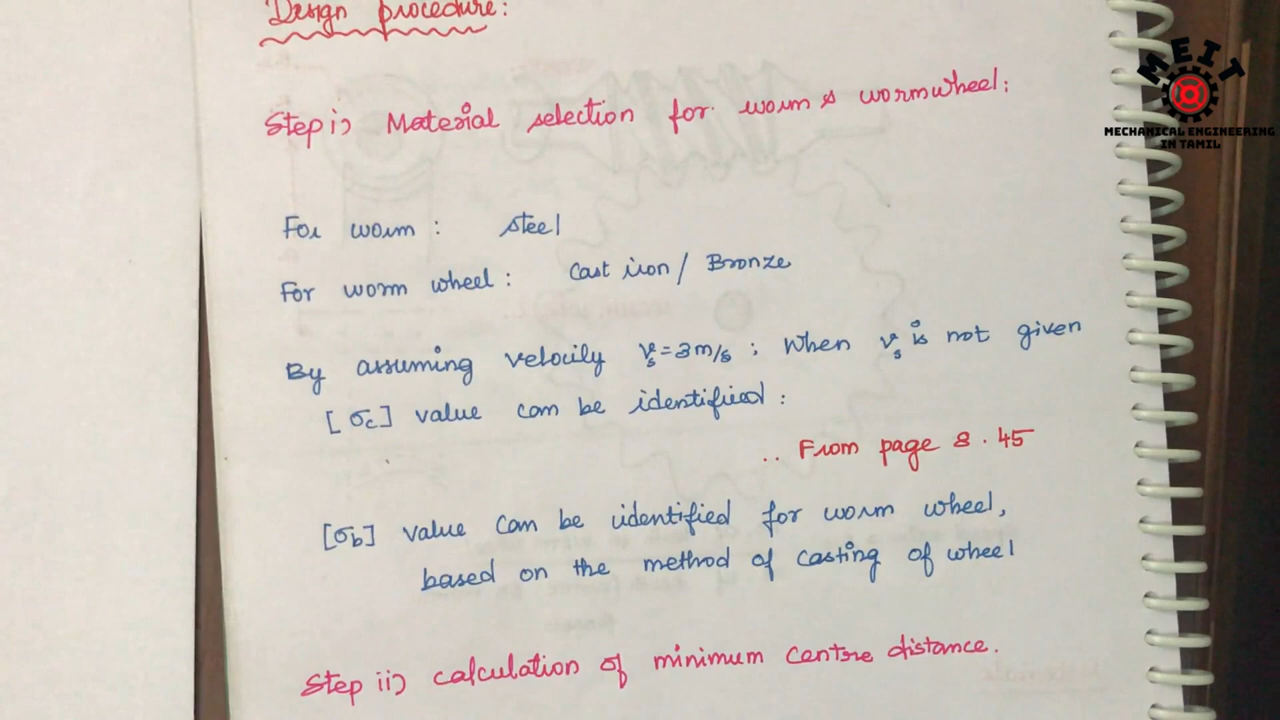 Design procedure:
Step i) Material selection for worm & wormwheel:
For worm : steel
For worm wheel : Cast iron / Bronze
By assuming velocity vs = 3 m/s ; when vs is not given
[σc] value can be identified :
.. From page 8.45
[σb] value can be identified for worm wheel,
based on the method of casting of wheel
Step ii) calculation of minimum centre distance.
MEIT
MECHANICAL ENGINEERING
IN TAMIL